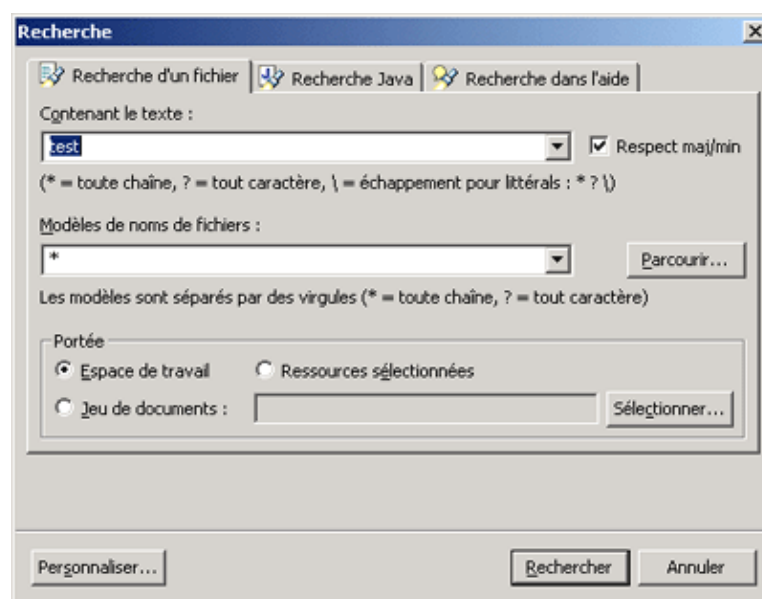 Recherche
Recherche d'un fichier Recherche Java Recherche dans l'aide
Contenant le texte :
test Respect maj/min
(* = toute chaîne, ? = tout caractère, \ = échappement pour littérals : * ? \)
Modèles de noms de fichiers :
* Parcourir...
Les modèles sont séparés par des virgules (* = toute chaîne, ? = tout caractère)
Portée
Espace de travail Ressources sélectionnées
Jeu de documents : Sélectionner...
Personnaliser... Rechercher Annuler